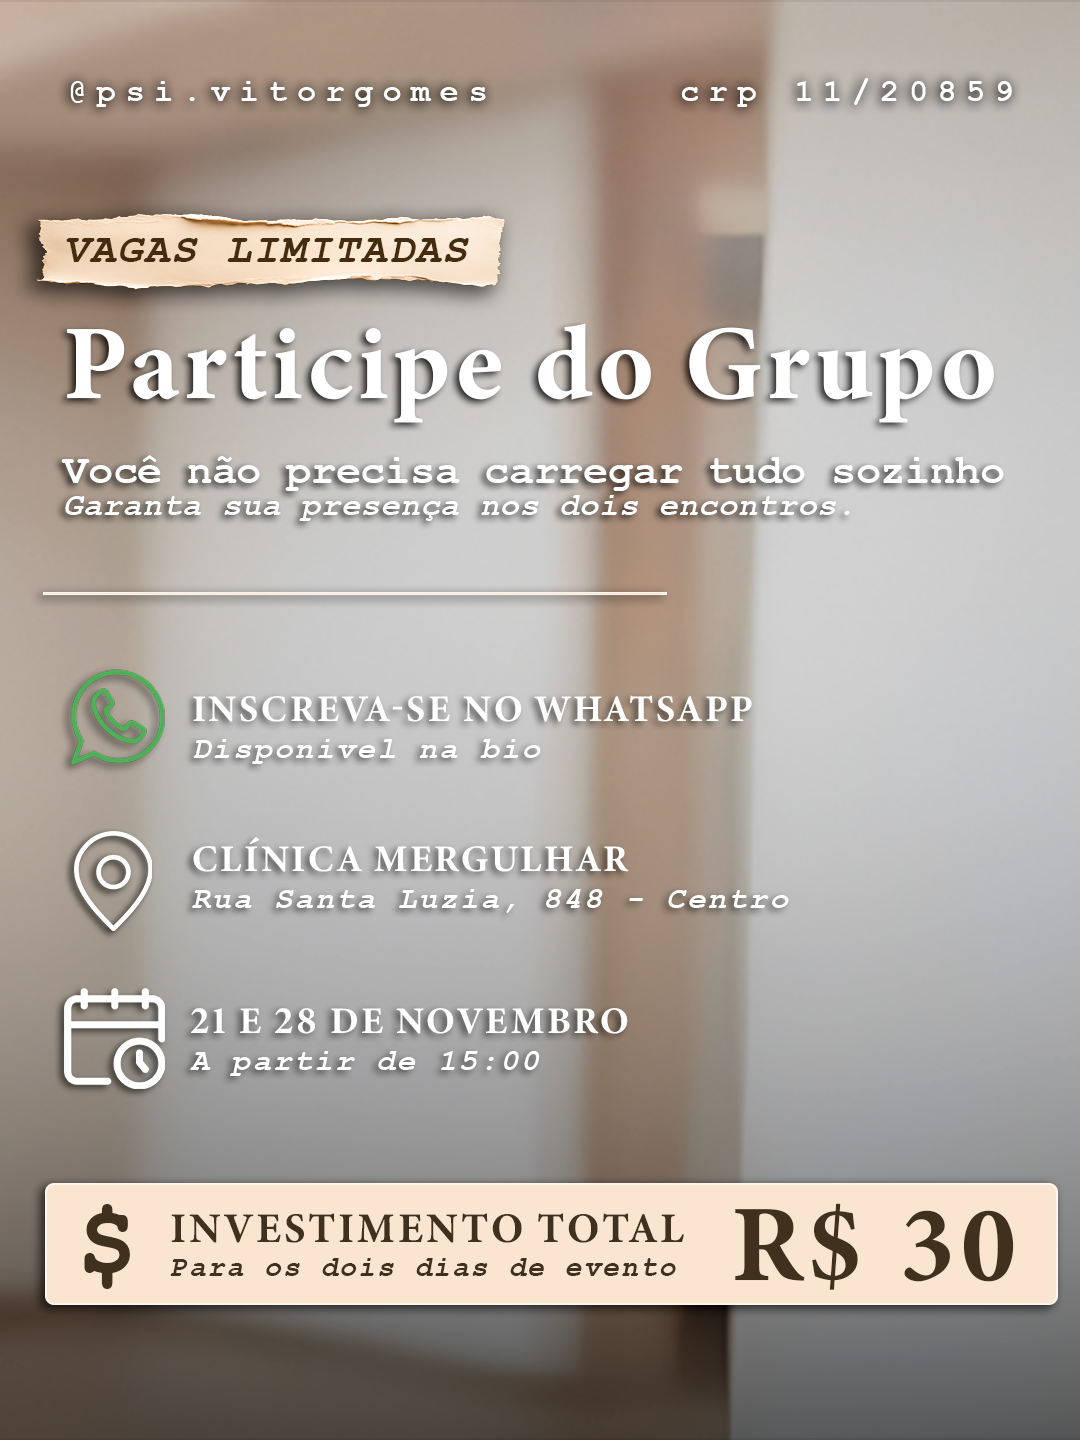 @psi.vitorgomes
crp 11/20859
VAGAS LIMITADAS
Participe do Grupo
Você não precisa carregar tudo sozinho
Garanta sua presença nos dois encontros.
INSCREVA-SE NO WHATSAPP
Disponivel na bio
CLÍNICA MERGULHAR
Rua Santa Luzia, 848 - Centro
21 E 28 DE NOVEMBRO
A partir de 15:00
INVESTIMENTO TOTAL
Para os dois dias de evento
R$ 30